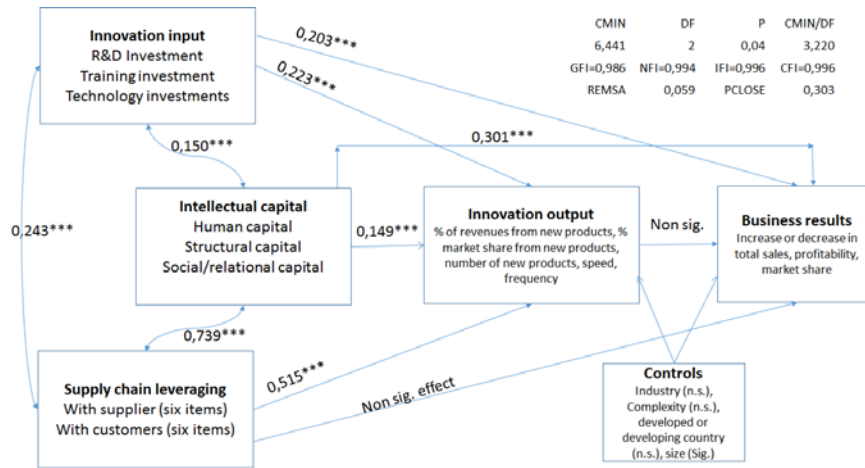 Innovation input
R&D Investment
Training investment
Technology investments
0,203***
0,223***
CMIN DF P CMIN/DF
6,441 2 0,04 3,220
GFI=0,986 NFI=0,994 IFI=0,996 CFI=0,996
REMSA 0,059 PCLOSE 0,303
0,150***
0,301***
0,243***
Intellectual capital
Human capital
Structural capital
Social/relational capital
0,149***
Innovation output
% of revenues from new products, %
market share from new products,
number of new products, speed,
frequency
Non sig.
Business results
Increase or decrease in
total sales, profitability,
market share
0,739***
0,515***
Non sig. effect
Supply chain leveraging
With supplier (six items)
With customers (six items)
Controls
Industry (n.s.),
Complexity (n.s.),
developed or
developing country
(n.s.), size (Sig.)